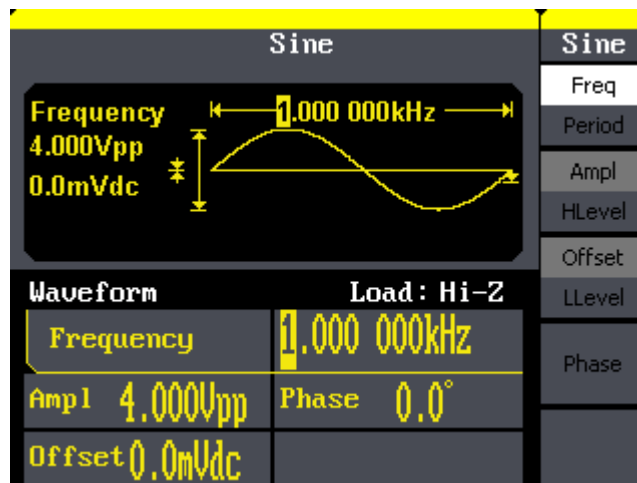 Sine
Frequency
1.000 000kHz
4.000Vpp
0.0mVdc
Waveform Load: Hi-Z
Frequency 1.000 000kHz
Ampl 4.000Vpp Phase 0.0°
Offset 0.0mVdc
Sine
Freq
Period
Ampl
HLevel
Offset
LLevel
Phase